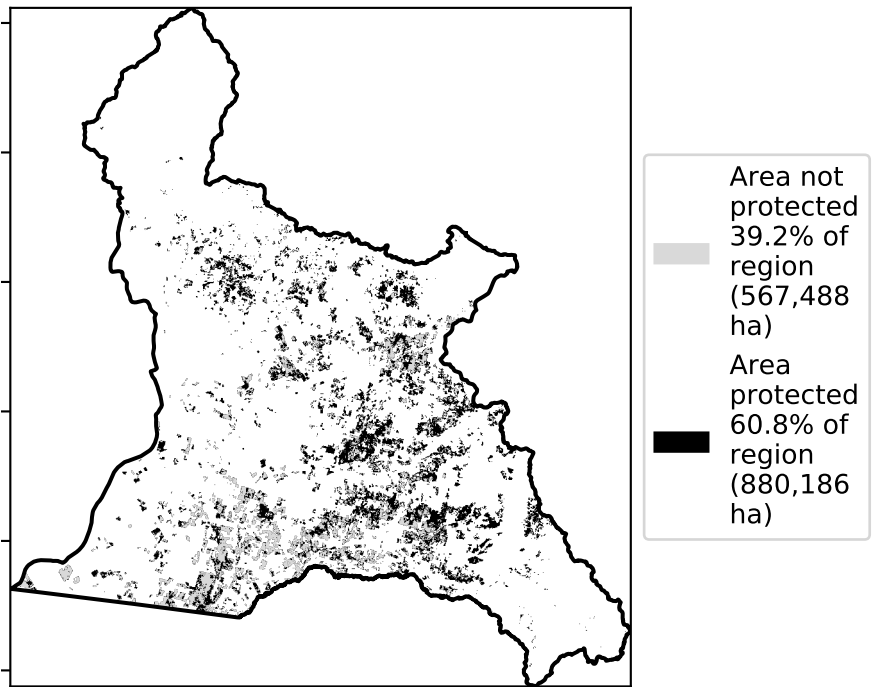 Area not
protected
39.2% of
region
(567,488
ha)
Area
protected
60.8% of
region
(880,186
ha)